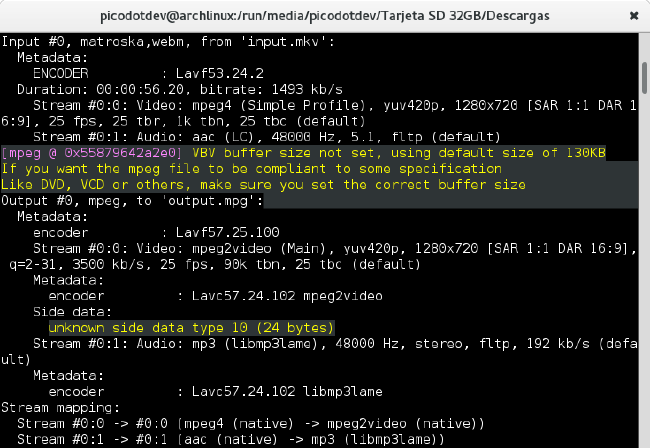 picodotdev@archlinux:/run/media/picodotdev/Tarjeta SD 32GB/Descargas
Input #0, matroska,webm, from 'input.mkv':
  Metadata:
    ENCODER         : Lavf53.24.2
  Duration: 00:00:56.20, bitrate: 1493 kb/s
    Stream #0:0: Video: mpeg4 (Simple Profile), yuv420p, 1280x720 [SAR 1:1 DAR 1
6:9], 25 fps, 25 tbr, 1k tbn, 25 tbc (default)
    Stream #0:1: Audio: aac (LC), 48000 Hz, 5.1, fltp (default)
[mpeg @ 0x55879642a2e0] VBV buffer size not set, using default size of 130KB
If you want the mpeg file to be compliant to some specification
Like DVD, VCD or others, make sure you set the correct buffer size
Output #0, mpeg, to 'output.mpg':
  Metadata:
    encoder         : Lavf57.25.100
    Stream #0:0: Video: mpeg2video (Main), yuv420p, 1280x720 [SAR 1:1 DAR 16:9],
 q=2-31, 3500 kb/s, 25 fps, 90k tbn, 25 tbc (default)
    Metadata:
      encoder         : Lavc57.24.102 mpeg2video
    Side data:
      unknown side data type 10 (24 bytes)
    Stream #0:1: Audio: mp3 (libmp3lame), 48000 Hz, stereo, fltp, 192 kb/s (defa
ult)
    Metadata:
      encoder         : Lavc57.24.102 libmp3lame
Stream mapping:
  Stream #0:0 -> #0:0 (mpeg4 (native) -> mpeg2video (native))
  Stream #0:1 -> #0:1 (aac (native) -> mp3 (libmp3lame))